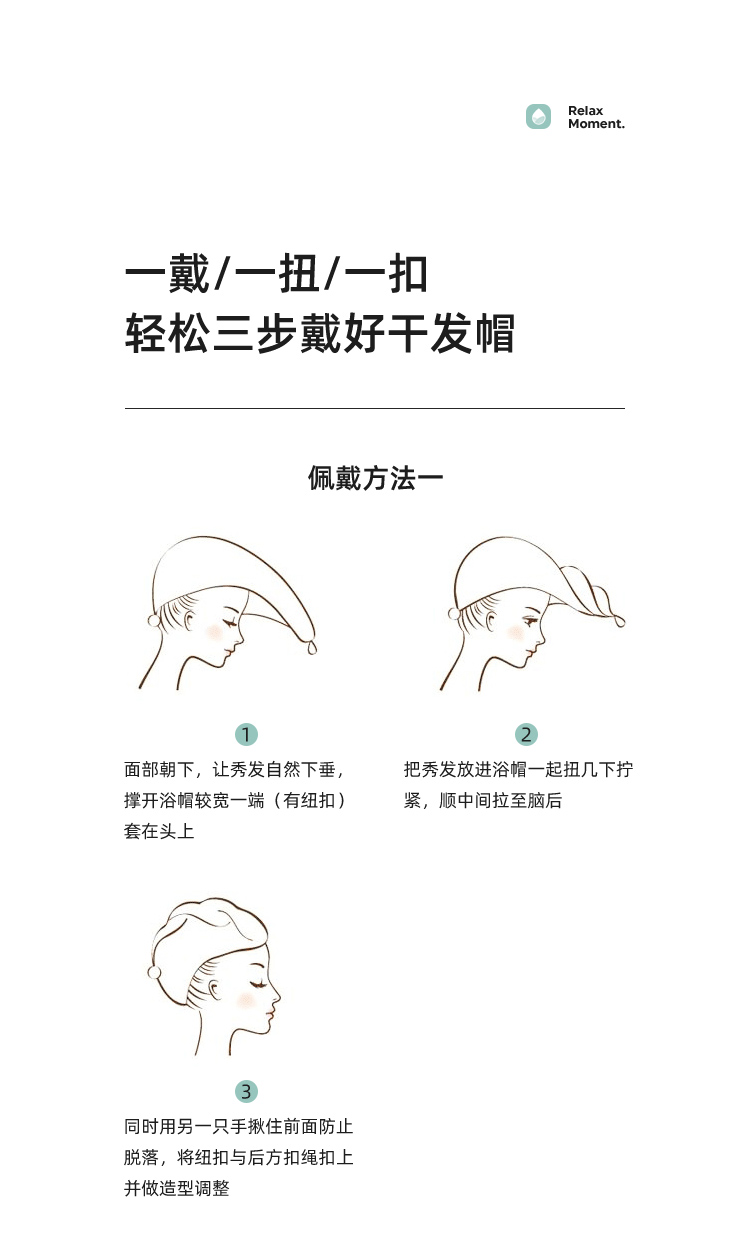 Relax
Moment.
一戴/一扭/一扣
轻松三步戴好干发帽
佩戴方法一
1
面部朝下，让秀发自然下垂，
撑开浴帽较宽一端（有纽扣）
套在头上
2
把秀发放进浴帽一起扭几下拧
紧，顺中间拉至脑后
3
同时用另一只手揪住前面防止
脱落，将纽扣与后方扣绳扣上
并做造型调整